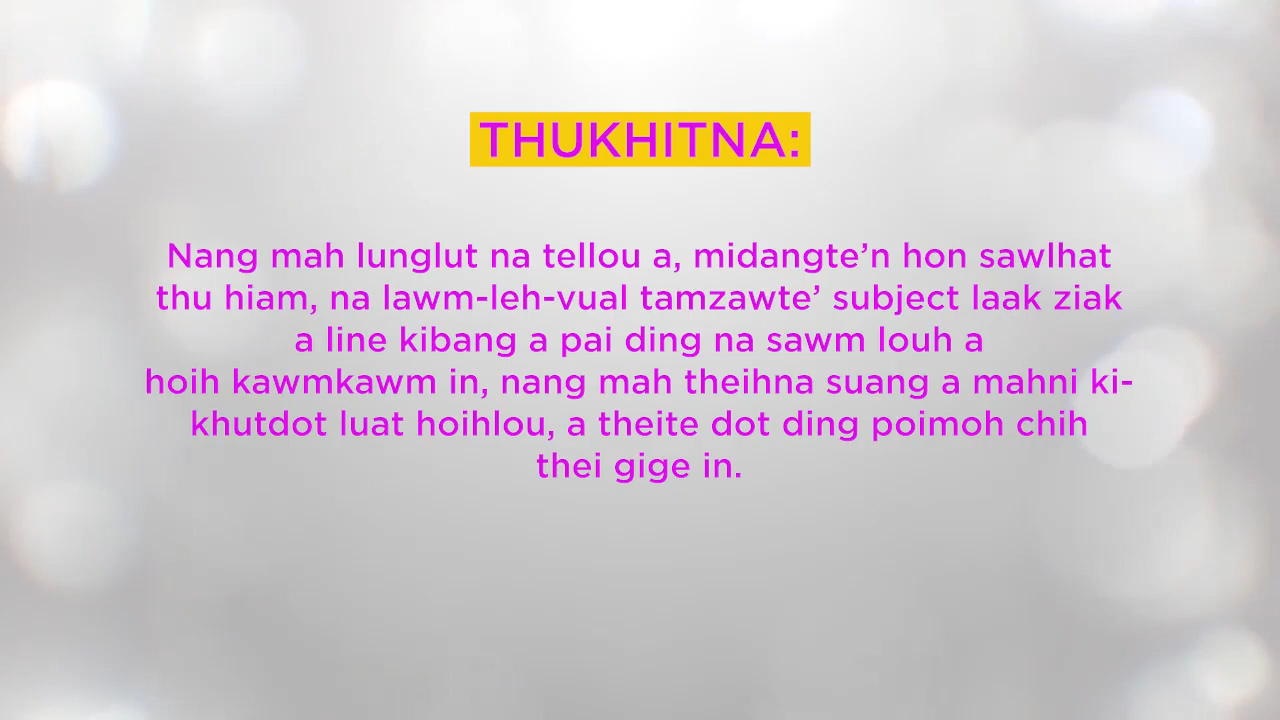 THUKHITNA:
Nang mah lunglut na tellou a, midangte’n hon sawlhat
thu hiam, na lawm-leh-vual tamzawte’ subject laak ziak
a line kibang a pai ding na sawm louh a
hoih kawmkawm in, nang mah theihna suang a mahni ki-
khutdot luat hoihlou, a theite dot ding poimoh chih
thei gige in.